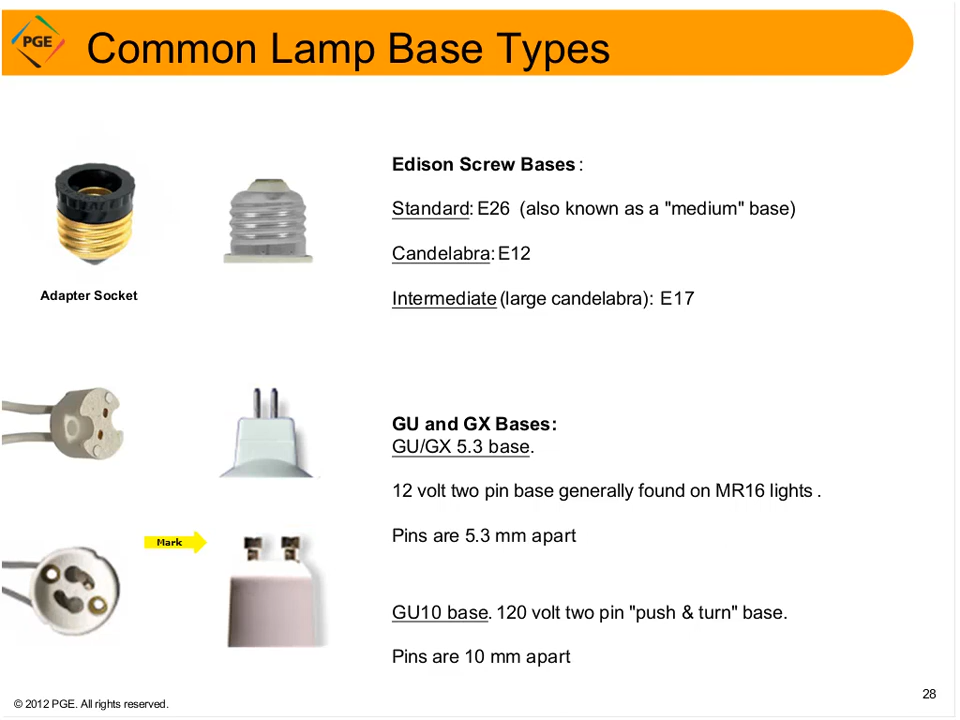 PGE
Common Lamp Base Types
Edison Screw Bases :
Standard: E26 (also known as a "medium" base)
Candelabra: E12
Intermediate (large candelabra): E17
Adapter Socket
GU and GX Bases:
GU/GX 5.3 base.
12 volt two pin base generally found on MR16 lights .
Pins are 5.3 mm apart
Mark
GU10 base. 120 volt two pin "push & turn" base.
Pins are 10 mm apart
© 2012 PGE. All rights reserved.
28